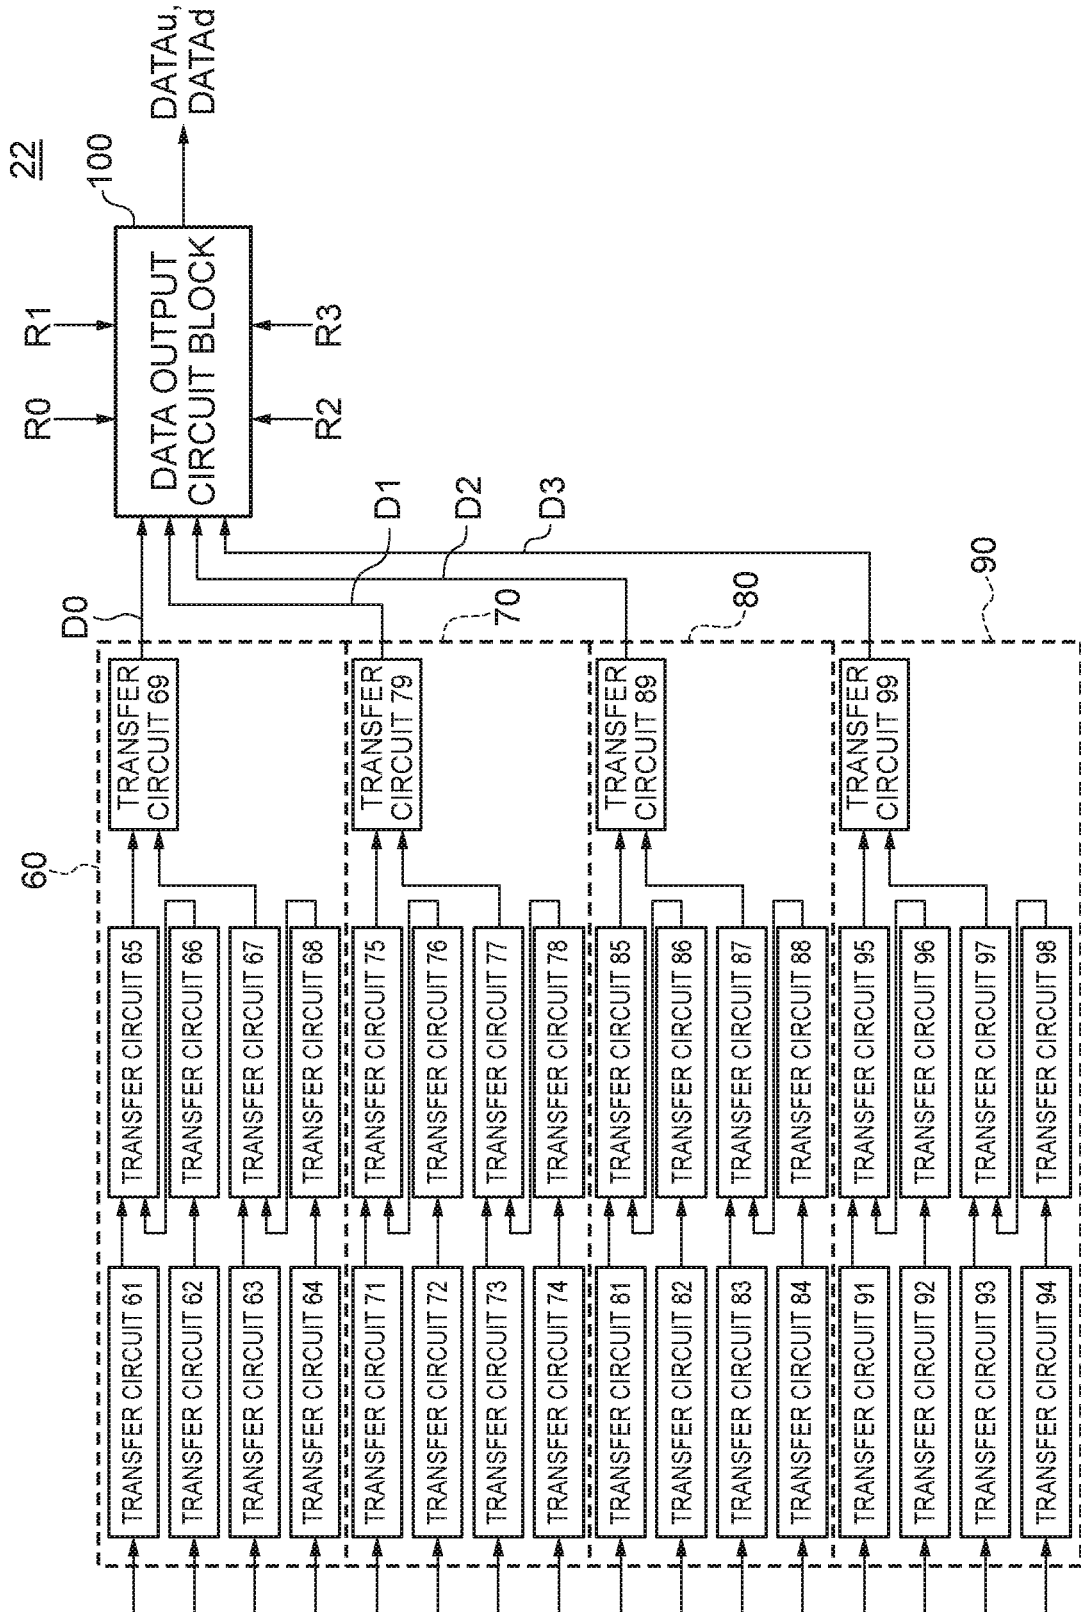 22
100
DATAu,
DATAd
R0
R1
DATA OUTPUT
CIRCUIT BLOCK
R2
R3
D0
D1
D2
D3
60
70
80
90
TRANSFER CIRCUIT 61
TRANSFER CIRCUIT 62
TRANSFER CIRCUIT 63
TRANSFER CIRCUIT 64
TRANSFER CIRCUIT 65
TRANSFER CIRCUIT 66
TRANSFER CIRCUIT 67
TRANSFER CIRCUIT 68
TRANSFER
CIRCUIT 69
TRANSFER CIRCUIT 71
TRANSFER CIRCUIT 72
TRANSFER CIRCUIT 73
TRANSFER CIRCUIT 74
TRANSFER CIRCUIT 75
TRANSFER CIRCUIT 76
TRANSFER CIRCUIT 77
TRANSFER CIRCUIT 78
TRANSFER
CIRCUIT 79
TRANSFER CIRCUIT 81
TRANSFER CIRCUIT 82
TRANSFER CIRCUIT 83
TRANSFER CIRCUIT 84
TRANSFER CIRCUIT 85
TRANSFER CIRCUIT 86
TRANSFER CIRCUIT 87
TRANSFER CIRCUIT 88
TRANSFER
CIRCUIT 89
TRANSFER CIRCUIT 91
TRANSFER CIRCUIT 92
TRANSFER CIRCUIT 93
TRANSFER CIRCUIT 94
TRANSFER CIRCUIT 95
TRANSFER CIRCUIT 96
TRANSFER CIRCUIT 97
TRANSFER CIRCUIT 98
TRANSFER
CIRCUIT 99